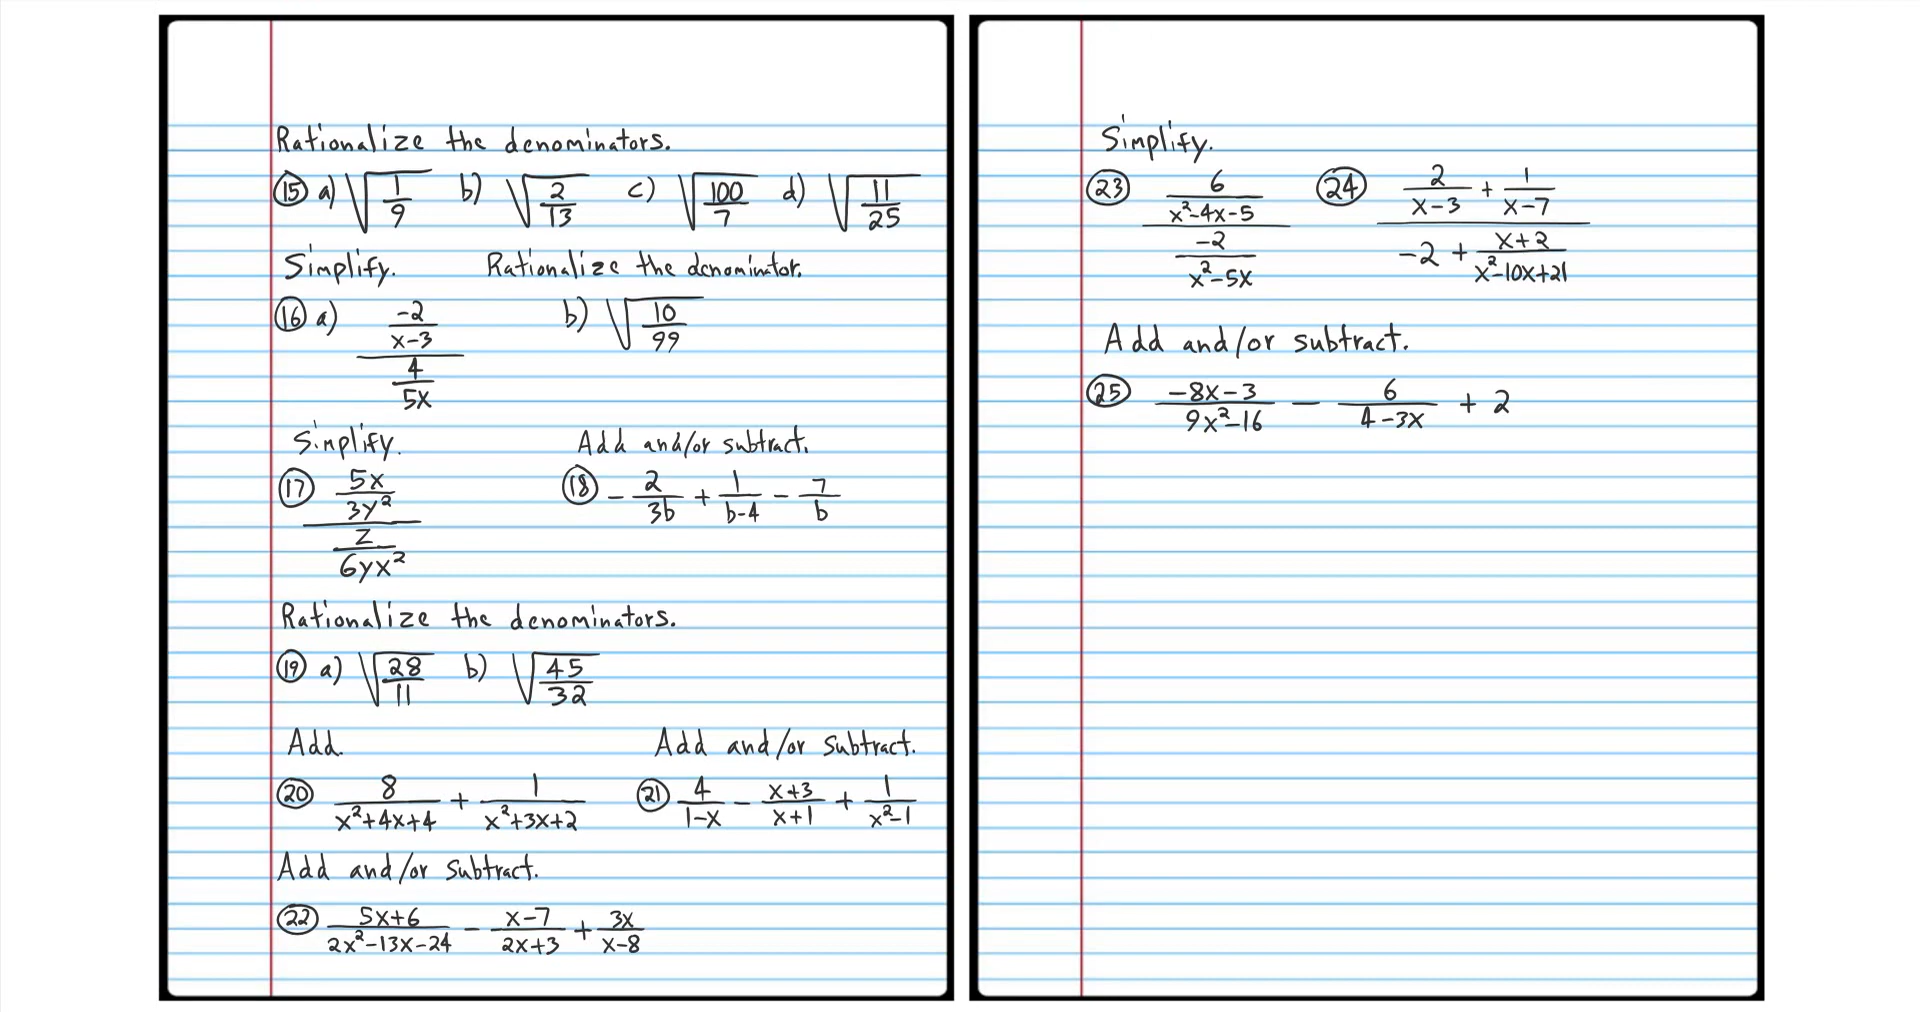 Rationalize the denominators.
⑮ a) √(1/9) b) √(2/13) c) √(100/7) d) √(11/25)
Simplify. Rationalize the denominator.
⑯ a) (-2/(x-3))/(4/(5x)) b) √(10/99)
Simplify. Add and/or subtract.
⑰ (5x/(3y²))/(z/(6yx²)) ⑱ -2/(3b) + 1/(b-4) - 7/b
Rationalize the denominators.
⑲ a) √(28/11) b) √(45/32)
Add. Add and/or subtract.
⑳ 8/(x²+4x+4) + 1/(x²+3x+2) ㉑ 4/(1-x) - (x+3)/(x+1) + 1/(x²-1)
Add and/or subtract.
㉒ (5x+6)/(2x²-13x-24) - (x-7)/(2x+3) + 3x/(x-8)
Simplify.
㉓ (6/(x²-4x-5))/(-2/(x²-5x)) ㉔ (2/(x-3) + 1/(x-7))/(-2 + (x+2)/(x²-10x+21))
Add and/or subtract.
㉕ (-8x-3)/(9x²-16) - 6/(4-3x) + 2